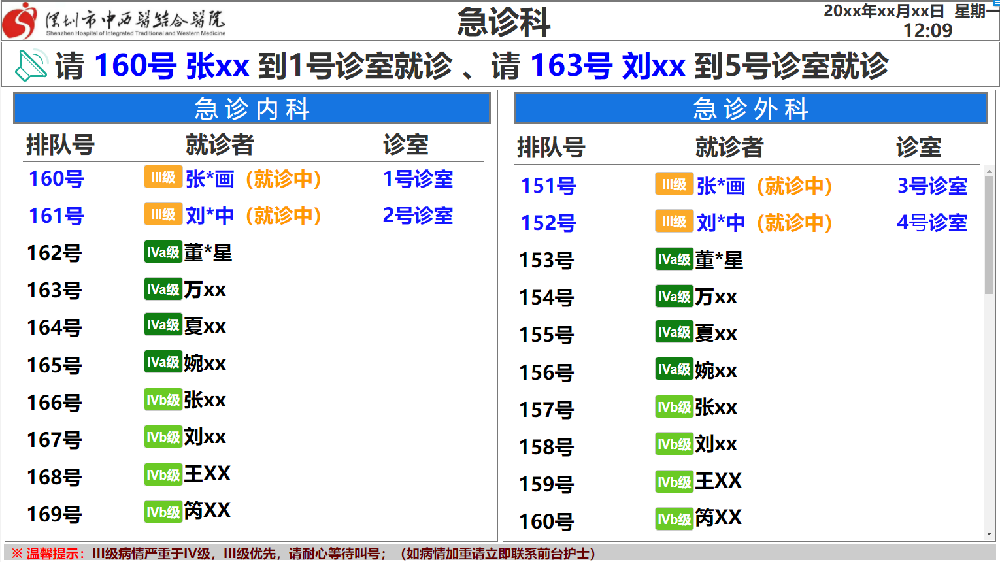 深圳市中西醫結合醫院
Shenzhen Hospital of Integrated Traditional and Western Medicine
急诊科
20xx年xx月xx日 星期一
12:09
请 160号 张xx 到1号诊室就诊 、请 163号 刘xx 到5号诊室就诊
急诊内科
排队号 就诊者 诊室
160号 III级 张*画（就诊中） 1号诊室
161号 III级 刘*中（就诊中） 2号诊室
162号 IVa级 董*星
163号 IVa级 万xx
164号 IVa级 夏xx
165号 IVa级 婉xx
166号 IVb级 张xx
167号 IVb级 刘xx
168号 IVb级 王XX
169号 IVb级 笍XX
急诊外科
排队号 就诊者 诊室
151号 III级 张*画（就诊中） 3号诊室
152号 III级 刘*中（就诊中） 4号诊室
153号 IVa级 董*星
154号 IVa级 万xx
155号 IVa级 夏xx
156号 IVa级 婉xx
157号 IVb级 张xx
158号 IVb级 刘xx
159号 IVb级 王XX
160号 IVb级 笍XX
※ 温馨提示：III级病情严重于IV级，III级优先，请耐心等待叫号；（如病情加重请立即联系前台护士）